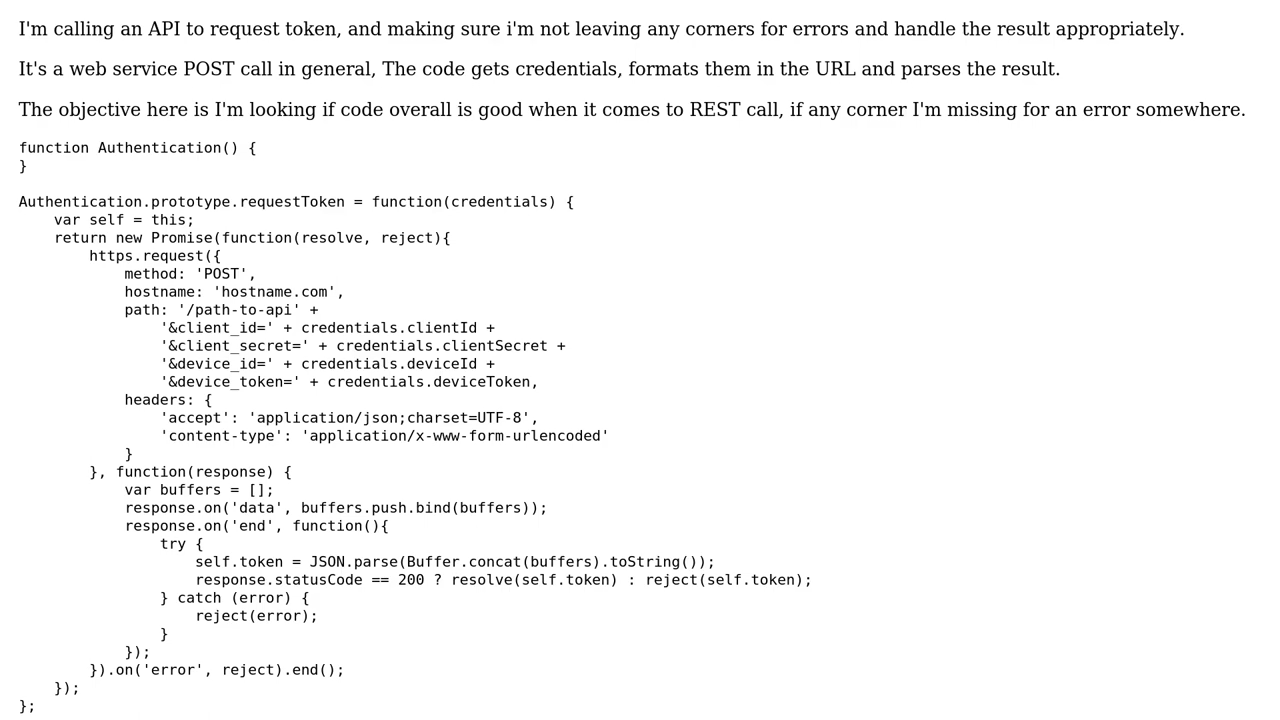 I'm calling an API to request token, and making sure i'm not leaving any corners for errors and handle the result appropriately.
It's a web service POST call in general, The code gets credentials, formats them in the URL and parses the result.
The objective here is I'm looking if code overall is good when it comes to REST call, if any corner I'm missing for an error somewhere.
function Authentication() {
}
Authentication.prototype.requestToken = function(credentials) {
    var self = this;
    return new Promise(function(resolve, reject){
        https.request({
            method: 'POST',
            hostname: 'hostname.com',
            path: '/path-to-api' +
                '&client_id=' + credentials.clientId +
                '&client_secret=' + credentials.clientSecret +
                '&device_id=' + credentials.deviceId +
                '&device_token=' + credentials.deviceToken,
            headers: {
                'accept': 'application/json;charset=UTF-8',
                'content-type': 'application/x-www-form-urlencoded'
            }
        }, function(response) {
            var buffers = [];
            response.on('data', buffers.push.bind(buffers));
            response.on('end', function(){
                try {
                    self.token = JSON.parse(Buffer.concat(buffers).toString());
                    response.statusCode == 200 ? resolve(self.token) : reject(self.token);
                } catch (error) {
                    reject(error);
                }
            });
        }).on('error', reject).end();
    });
};